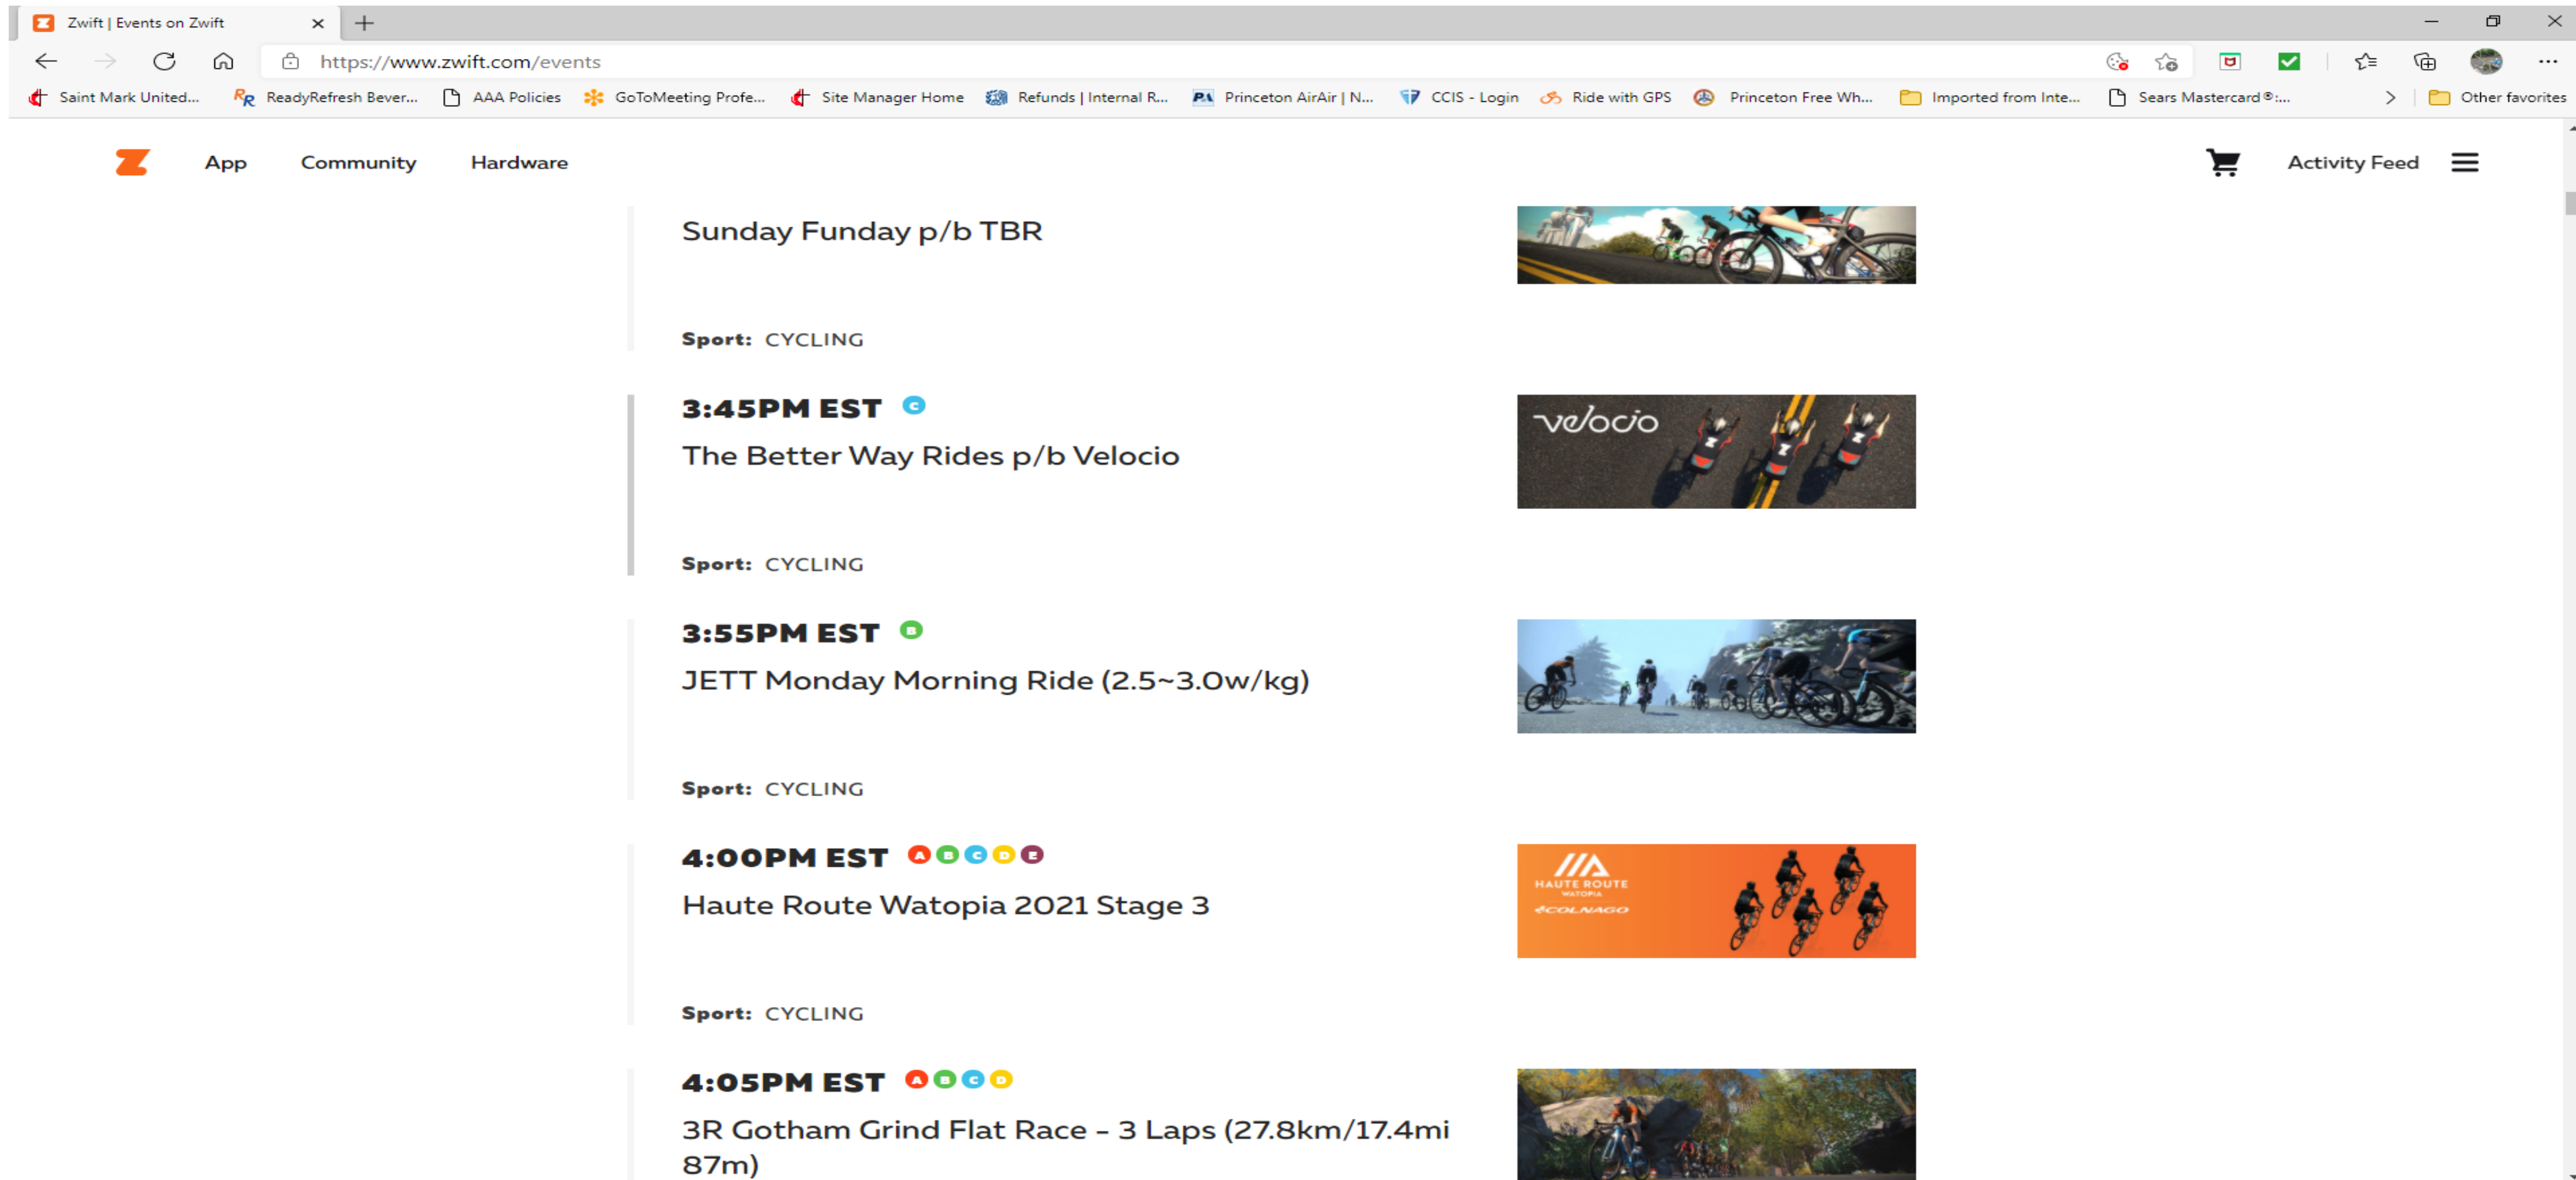 Zwift | Events on Zwift
https://www.zwift.com/events
Saint Mark United... ReadyRefresh Bever... AAA Policies GoToMeeting Profe... Site Manager Home Refunds | Internal R... Princeton AirAir | N... CCIS - Login Ride with GPS Princeton Free Wh... Imported from Inte... Sears Mastercard®:... Other favorites
App Community Hardware Activity Feed
Sunday Funday p/b TBR
Sport: CYCLING
3:45PM EST C
The Better Way Rides p/b Velocio
velocio
Sport: CYCLING
3:55PM EST B
JETT Monday Morning Ride (2.5~3.0w/kg)
Sport: CYCLING
4:00PM EST A B C D E
Haute Route Watopia 2021 Stage 3
HAUTE ROUTE
WATOPIA
COLNAGO
Sport: CYCLING
4:05PM EST A B C D
3R Gotham Grind Flat Race - 3 Laps (27.8km/17.4mi
87m)